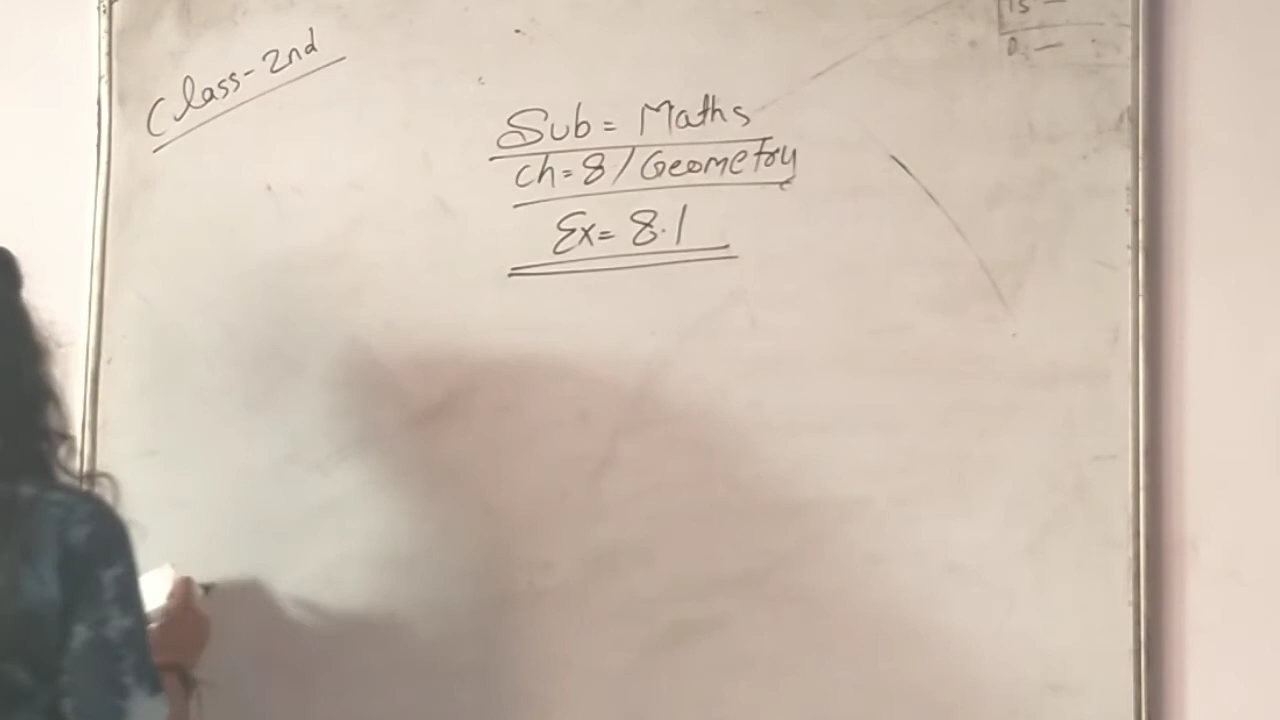 Class-2nd
Sub = Maths
Ch = 8 / Geometry
Ex = 8.1